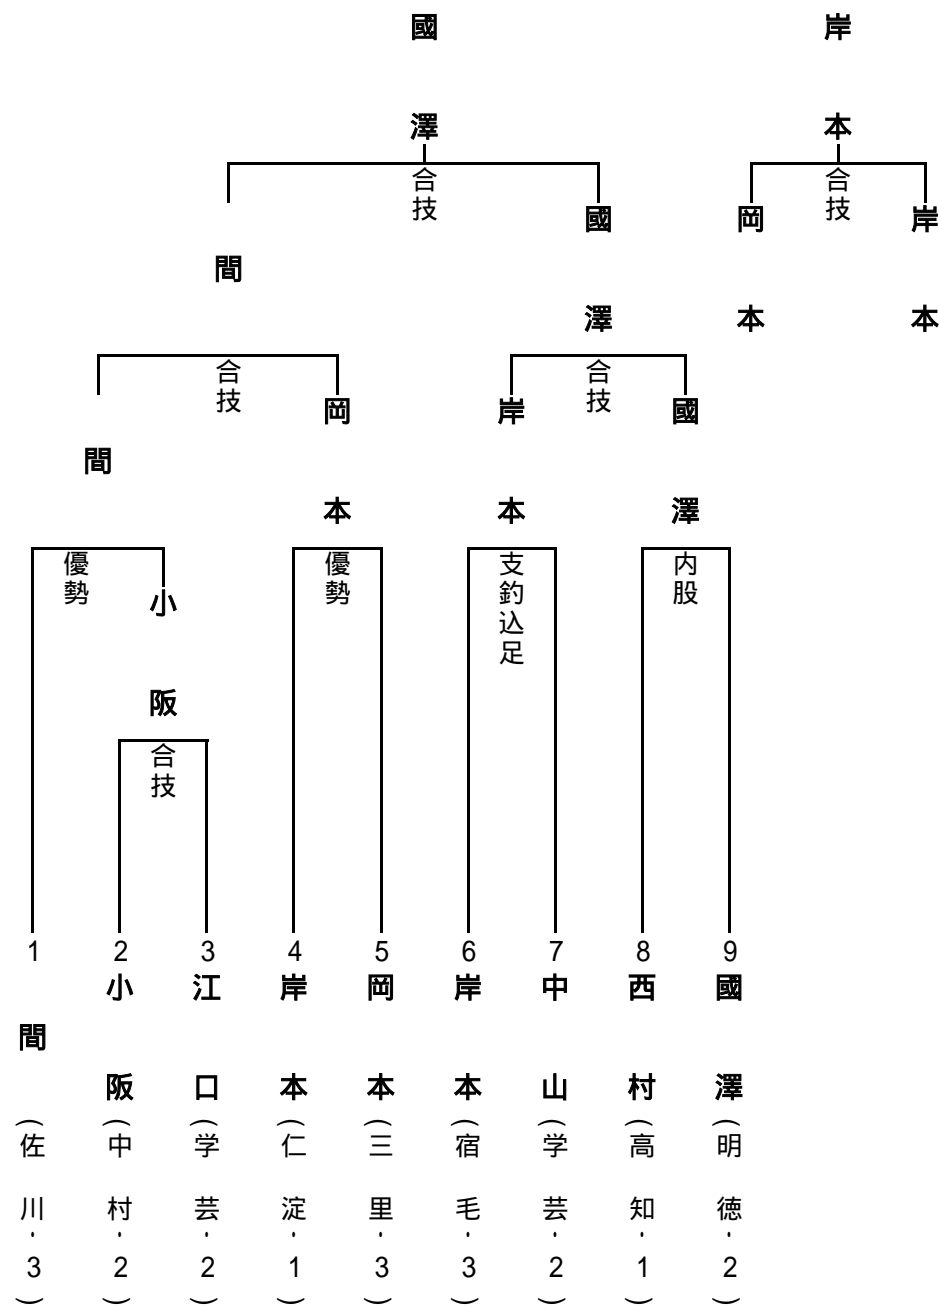 國澤
岸本
合技
合技
間
國澤
岡本
岸本
合技
合技
間
岡本
岸本
國澤
優勢
優勢
支釣込足
内股
小阪
合技
1
2
3
4
5
6
7
8
9
間(佐川-3)
小阪(中村-2)
江口(学芸-2)
岸本(仁淀-1)
岡本(三里-3)
岸本(宿毛-3)
中山(学芸-2)
西村(高知-1)
國澤(明徳-2)